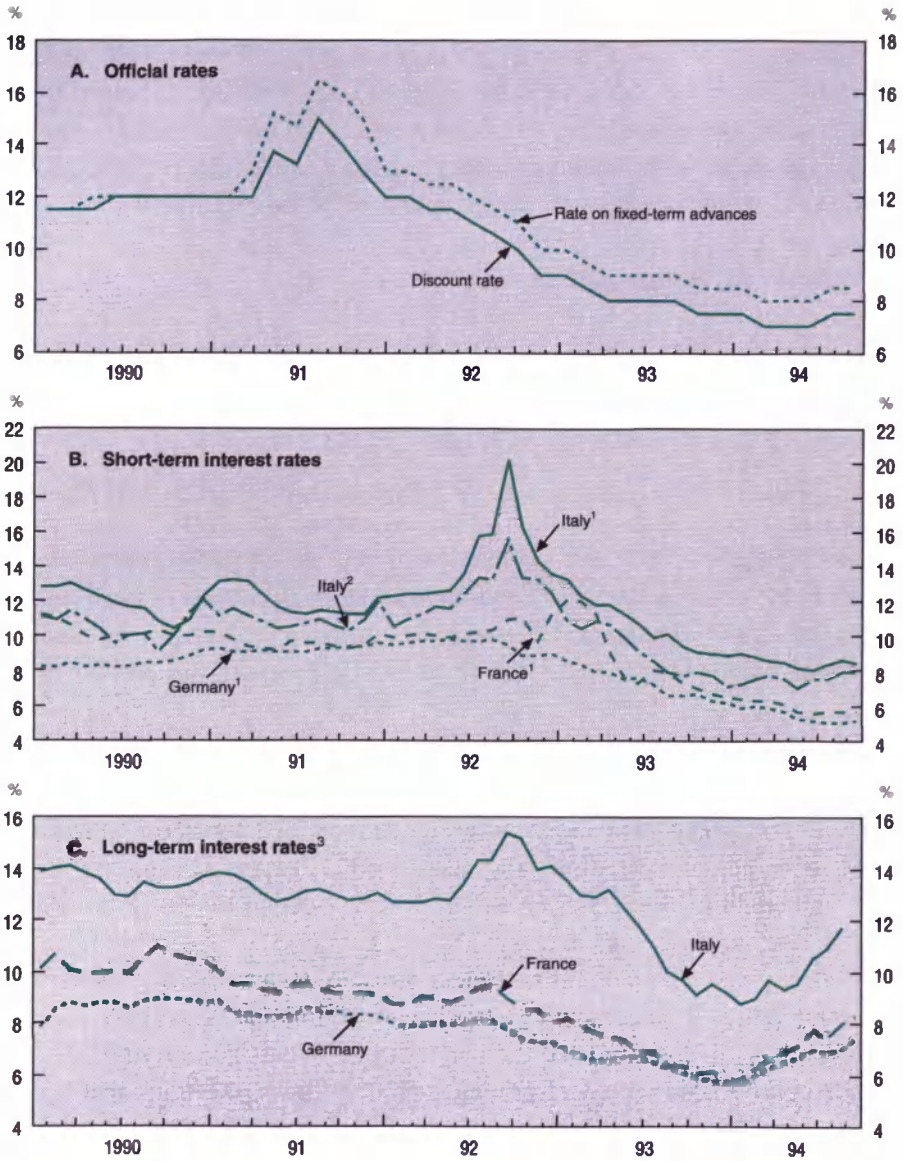 % %
18 18
A. Official rates
16 16
14 14
12 12
Rate on fixed-term advances
10 10
Discount rate
8 8
6 6
1990 91 92 93 94
% %
22 22
B. Short-term interest rates
20 20
18 18
Italy¹
16 16
14 14
Italy²
12 12
10 10
France¹
8 8
Germany¹
6 6
4 4
1990 91 92 93 94
% %
16 16
C. Long-term interest rates³
14 14
12 12
Italy
France
10 10
8 8
Germany
6 6
4 4
1990 91 92 93 94